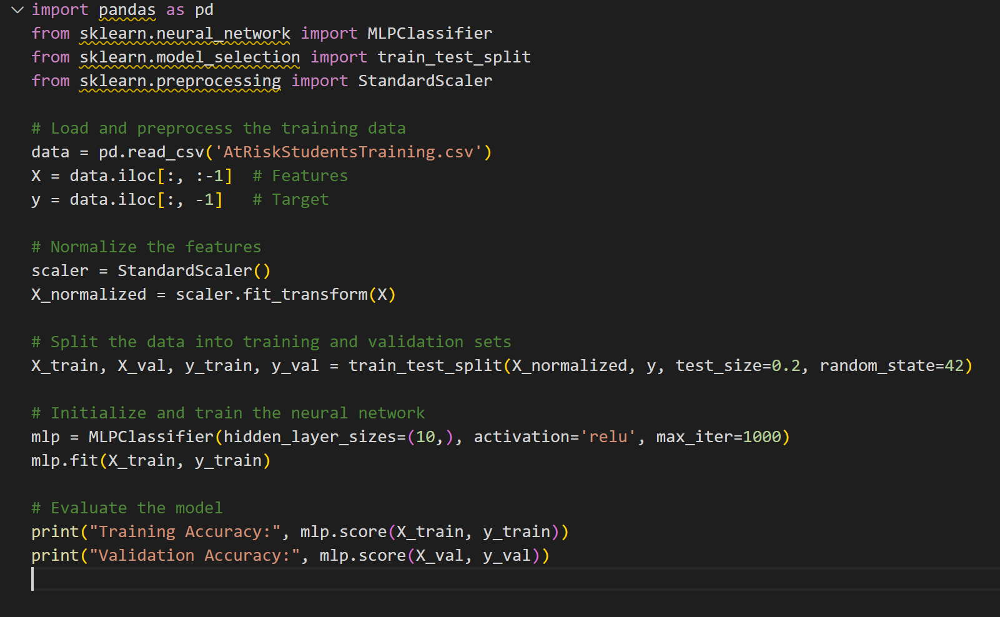 import pandas as pd
from sklearn.neural_network import MLPClassifier
from sklearn.model_selection import train_test_split
from sklearn.preprocessing import StandardScaler

# Load and preprocess the training data
data = pd.read_csv('AtRiskStudentsTraining.csv')
X = data.iloc[:, :-1]  # Features
y = data.iloc[:, -1]   # Target

# Normalize the features
scaler = StandardScaler()
X_normalized = scaler.fit_transform(X)

# Split the data into training and validation sets
X_train, X_val, y_train, y_val = train_test_split(X_normalized, y, test_size=0.2, random_state=42)

# Initialize and train the neural network
mlp = MLPClassifier(hidden_layer_sizes=(10,), activation='relu', max_iter=1000)
mlp.fit(X_train, y_train)

# Evaluate the model
print("Training Accuracy:", mlp.score(X_train, y_train))
print("Validation Accuracy:", mlp.score(X_val, y_val))